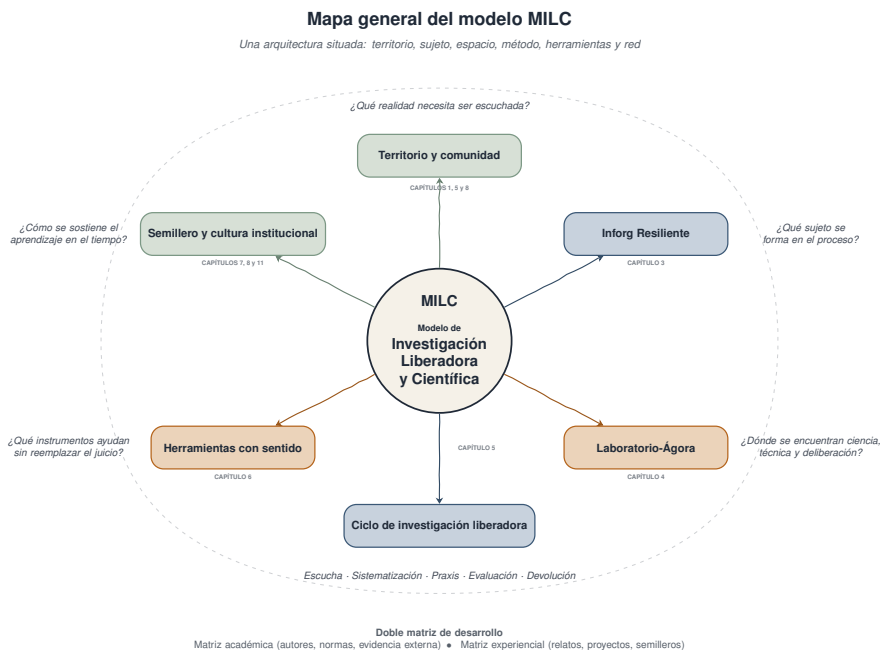 Mapa general del modelo MILC
Una arquitectura situada: territorio, sujeto, espacio, método, herramientas y red
¿Qué realidad necesita ser escuchada?
Territorio y comunidad
CAPÍTULOS 1, 5 y 8
¿Cómo se sostiene el
aprendizaje en el tiempo?
Semillero y cultura institucional
CAPÍTULOS 7, 8 y 11
Inforg Resiliente
CAPÍTULO 3
¿Qué sujeto se
forma en el proceso?
MILC
Modelo de
Investigación
Liberadora
y Científica
¿Qué instrumentos ayudan
sin reemplazar el juicio?
Herramientas con sentido
CAPÍTULO 6
CAPÍTULO 5
Laboratorio-Ágora
CAPÍTULO 4
¿Dónde se encuentran ciencia,
técnica y deliberación?
Ciclo de investigación liberadora
Escucha · Sistematización · Praxis · Evaluación · Devolución
Doble matriz de desarrollo
Matriz académica (autores, normas, evidencia externa) ● Matriz experiencial (relatos, proyectos, semilleros)